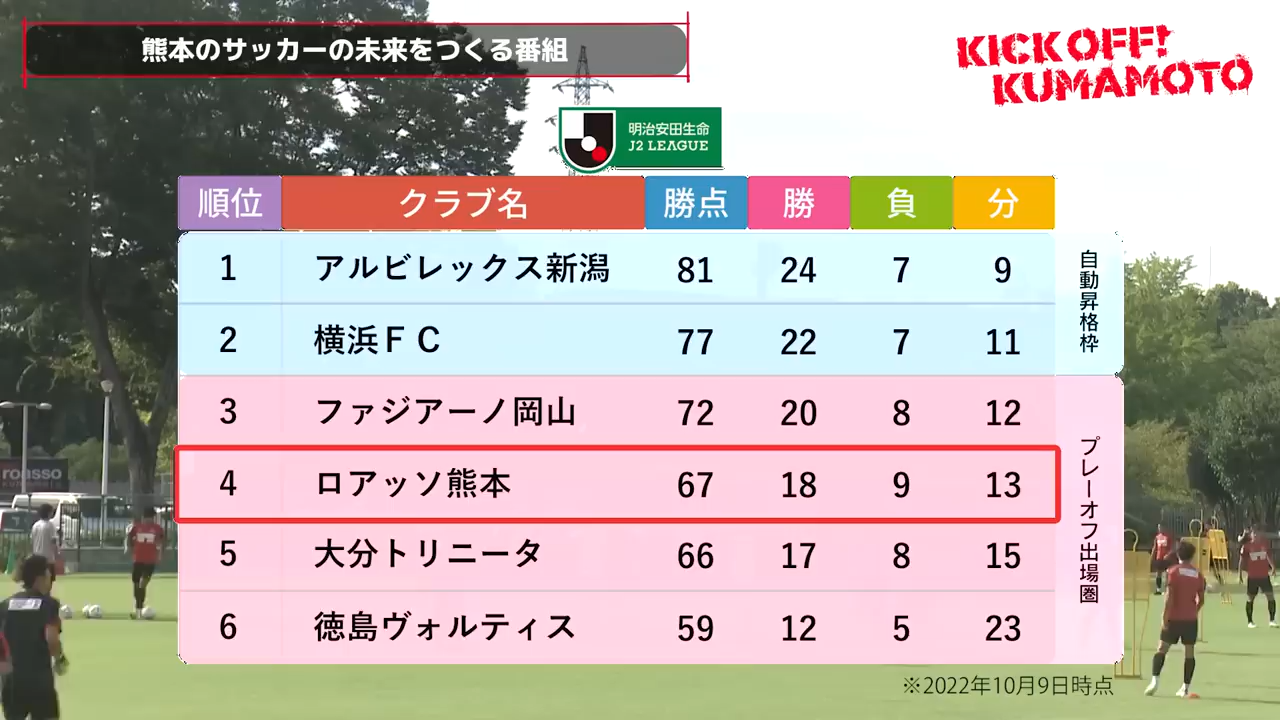 熊本のサッカーの未来をつくる番組
KICK OFF!
KUMAMOTO
明治安田生命
J2 LEAGUE
順位 クラブ名 勝点 勝 負 分
1 アルビレックス新潟 81 24 7 9
2 横浜ＦＣ 77 22 7 11
自動昇格枠
3 ファジアーノ岡山 72 20 8 12
4 ロアッソ熊本 67 18 9 13
5 大分トリニータ 66 17 8 15
6 徳島ヴォルティス 59 12 5 23
プレーオフ出場圏
※2022年10月9日時点
roasso